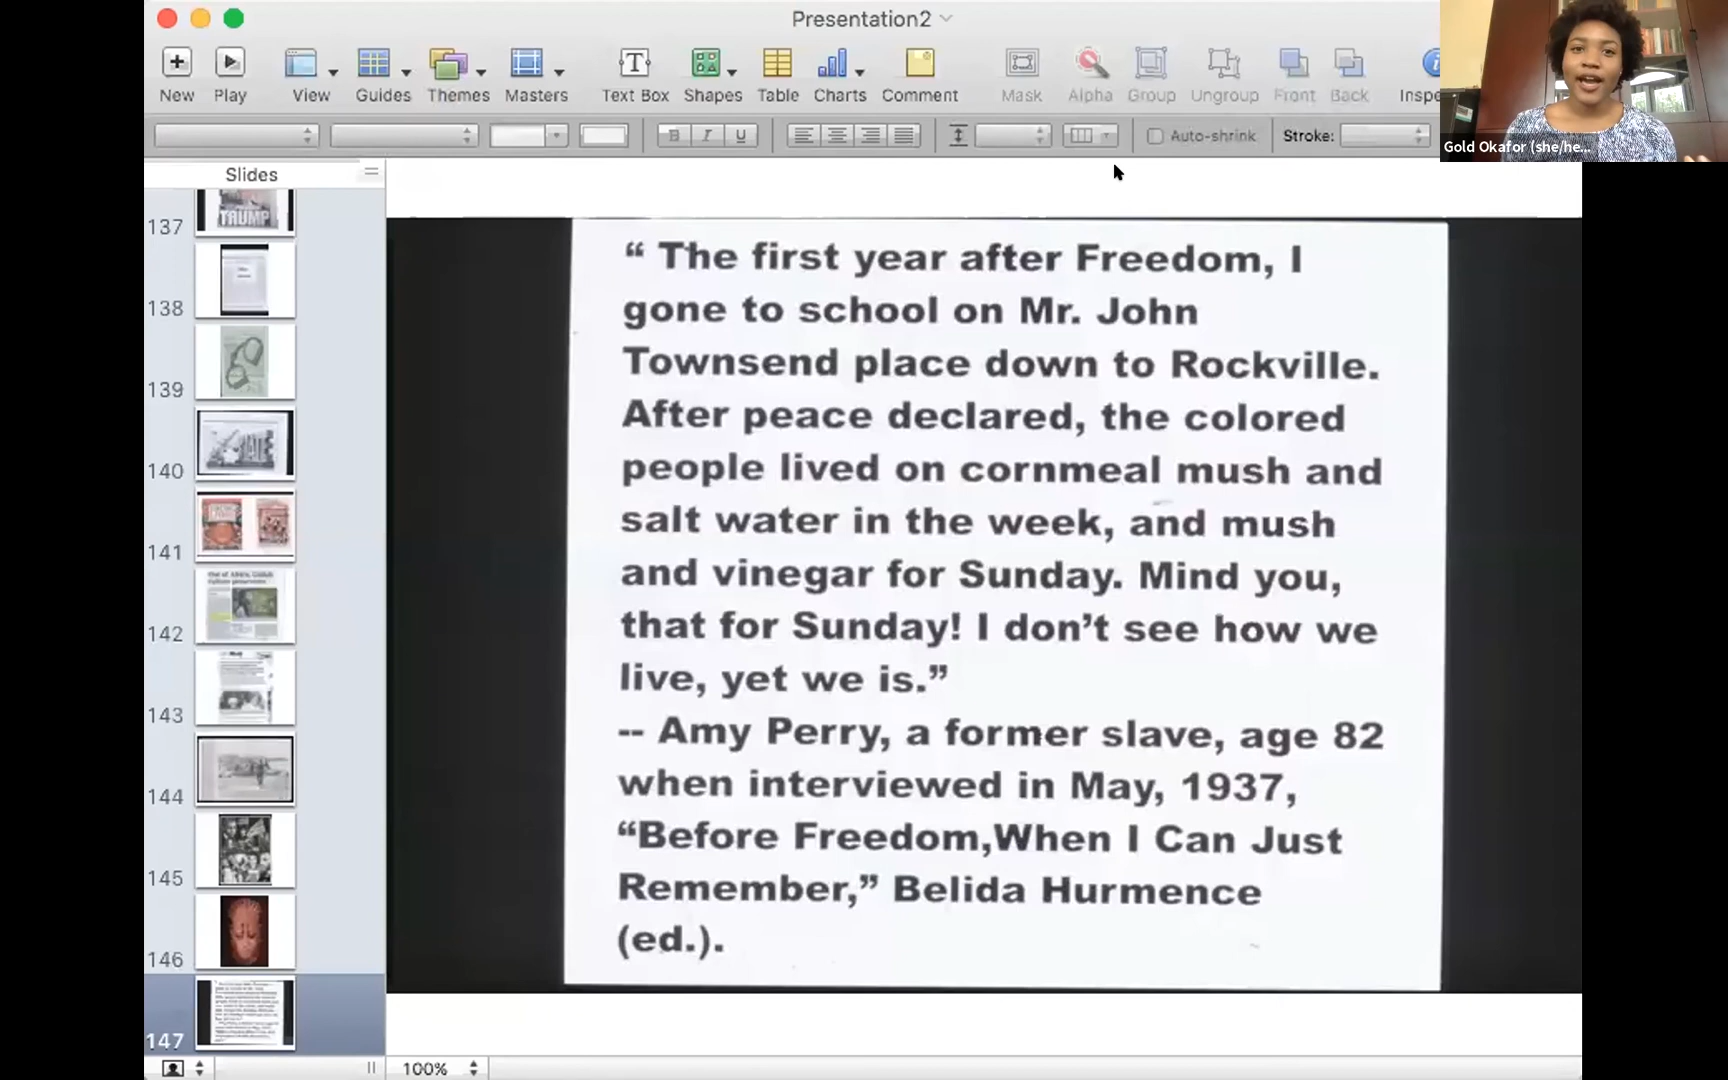 Presentation2
New Play View Guides Themes Masters Text Box Shapes Table Charts Comment Mask Alpha Group Ungroup Front Back Inspe
B I U Auto-shrink Stroke:
Gold Okafor (she/he...
Slides
137
TRUMP
138
139
140
141
142
143
144
145
146
147
“ The first year after Freedom, I
gone to school on Mr. John
Townsend place down to Rockville.
After peace declared, the colored
people lived on cornmeal mush and
salt water in the week, and mush
and vinegar for Sunday. Mind you,
that for Sunday! I don’t see how we
live, yet we is.”
-- Amy Perry, a former slave, age 82
when interviewed in May, 1937,
“Before Freedom,When I Can Just
Remember,” Belida Hurmence
(ed.).
100%